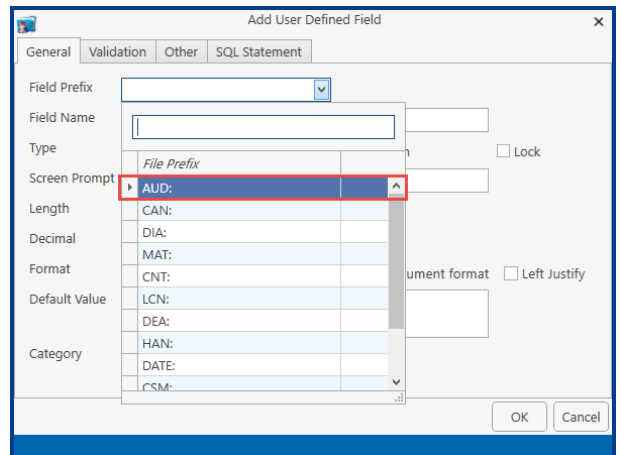 Add User Defined Field
General Validation Other SQL Statement
Field Prefix
Field Name
Type Lock
Screen Prompt
File Prefix
AUD:
Length
CAN:
Decimal
DIA:
MAT:
Format
CNT:
ument format Left Justify
Default Value
LCN:
DEA:
HAN:
Category
DATE:
CSM:
OK Cancel